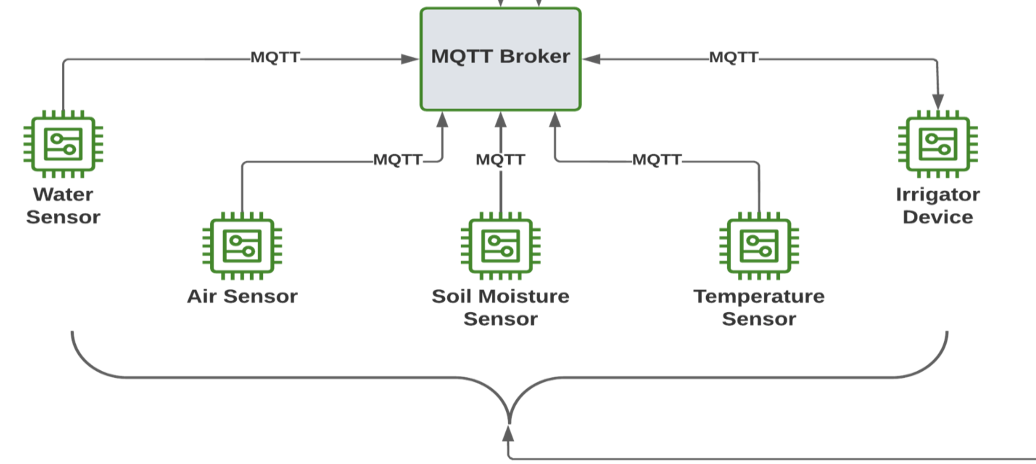 MQTT
MQTT Broker
MQTT
MQTT
MQTT
MQTT
Water
Sensor
Irrigator
Device
Air Sensor
Soil Moisture
Sensor
Temperature
Sensor